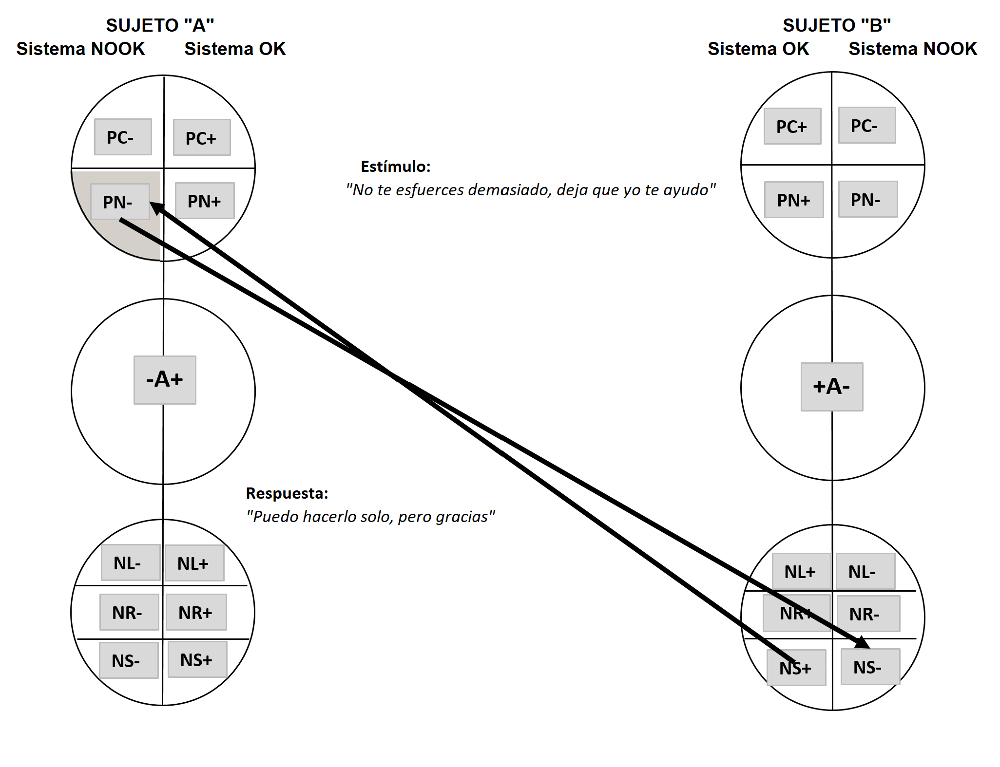 SUJETO "A"
Sistema NOOK Sistema OK
SUJETO "B"
Sistema OK Sistema NOOK
PC- PC+
PN- PN+
Estímulo:
"No te esfuerces demasiado, deja que yo te ayudo"
PC+ PC-
PN+ PN-
-A+
+A-
Respuesta:
"Puedo hacerlo solo, pero gracias"
NL- NL+
NR- NR+
NS- NS+
NL+ NL-
NR+ NR-
NS+ NS-